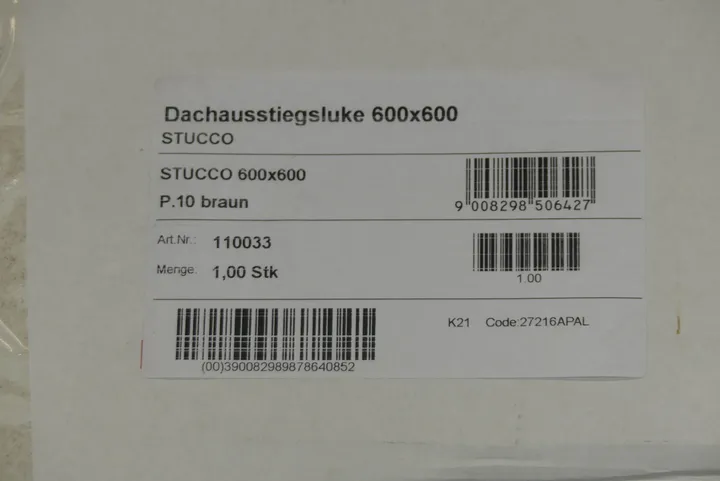 Dachausstiegsluke 600x600
STUCCO
STUCCO 600x600
P.10 braun
9"008298"506427"
Art.Nr.: 110033
Menge: 1,00 Stk
1.00
K21 Code:27216APAL
(00)390082989878640852